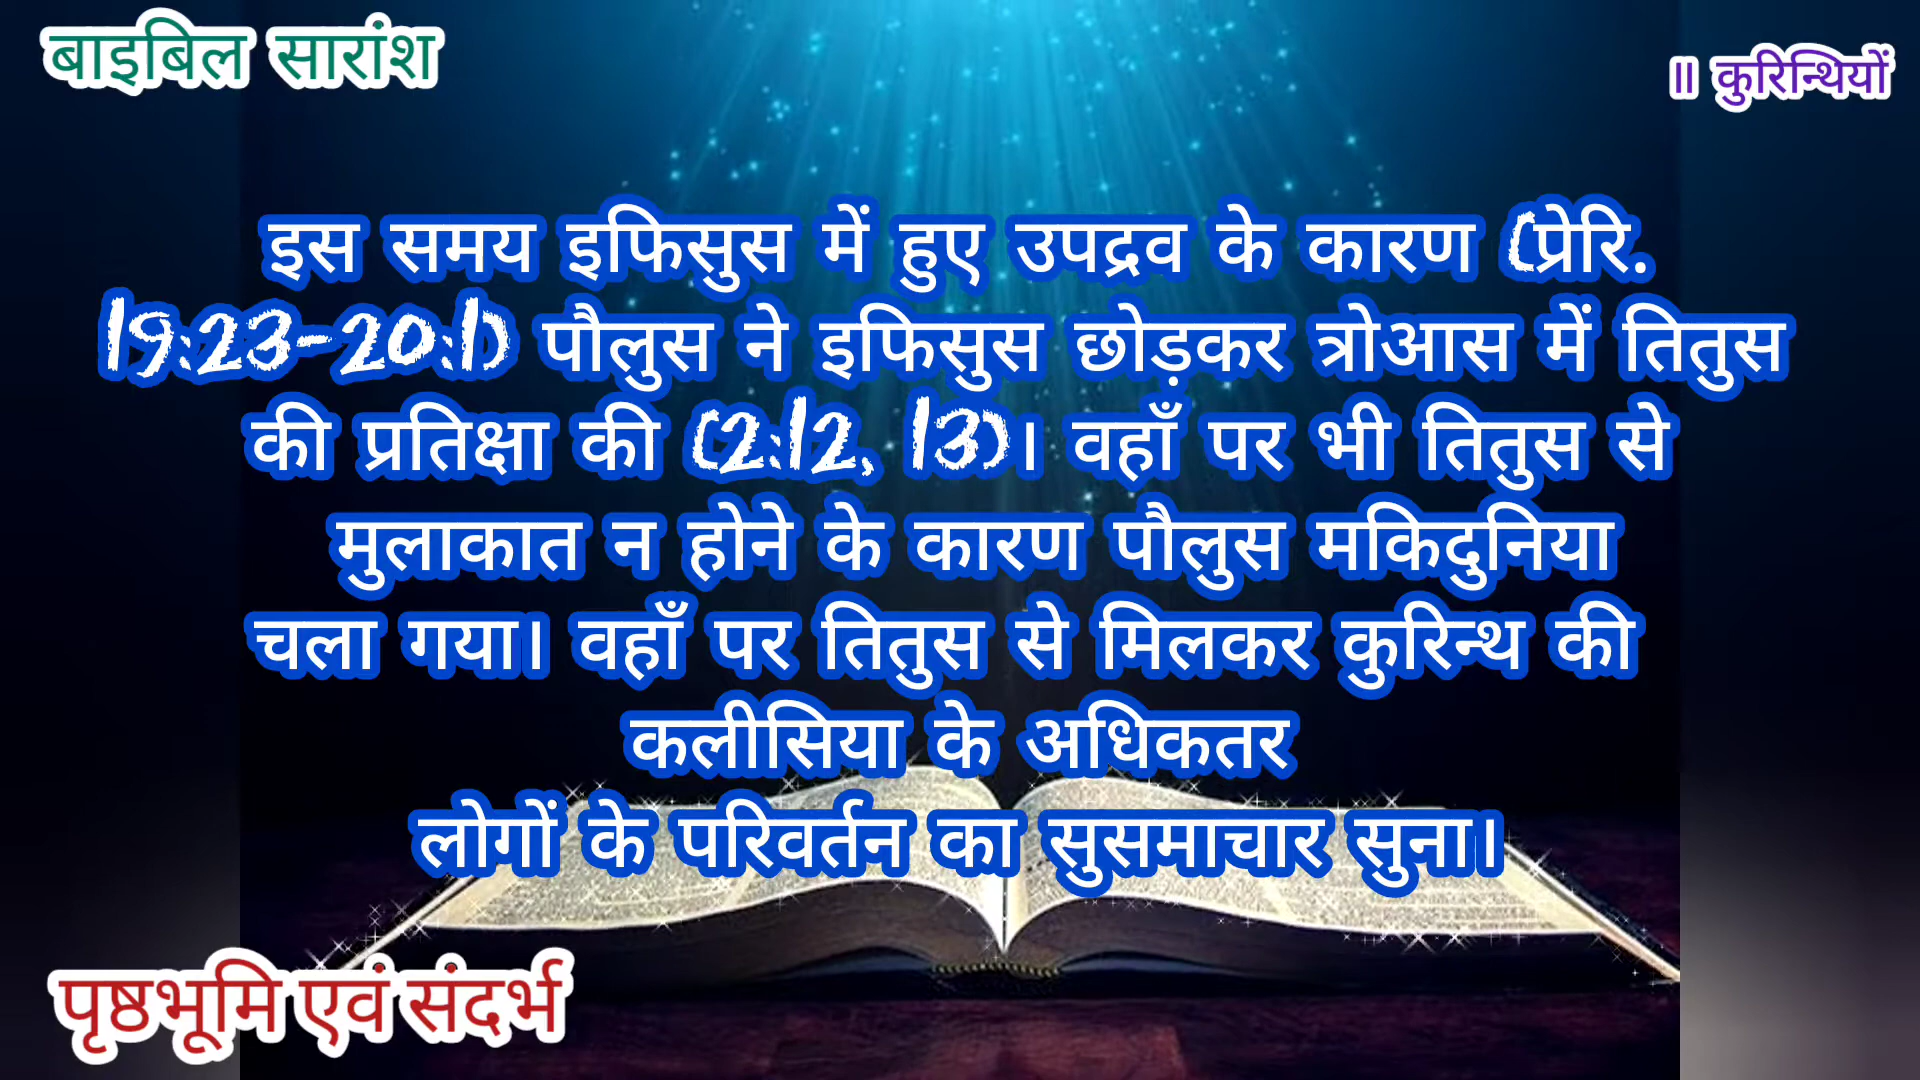 बाइबिल सारांश
॥ कुरिन्थियों
इस समय इफिसुस में हुए उपद्रव के कारण (प्रेरि.
19:23-20:1) पौलुस ने इफिसुस छोड़कर त्रोआस में तितुस
की प्रतिक्षा की (2:12, 13)। वहाँ पर भी तितुस से
मुलाकात न होने के कारण पौलुस मकिदुनिया
चला गया। वहाँ पर तितुस से मिलकर कुरिन्थ की
कलीसिया के अधिकतर
लोगों के परिवर्तन का सुसमाचार सुना।
पृष्ठभूमि एवं संदर्भ